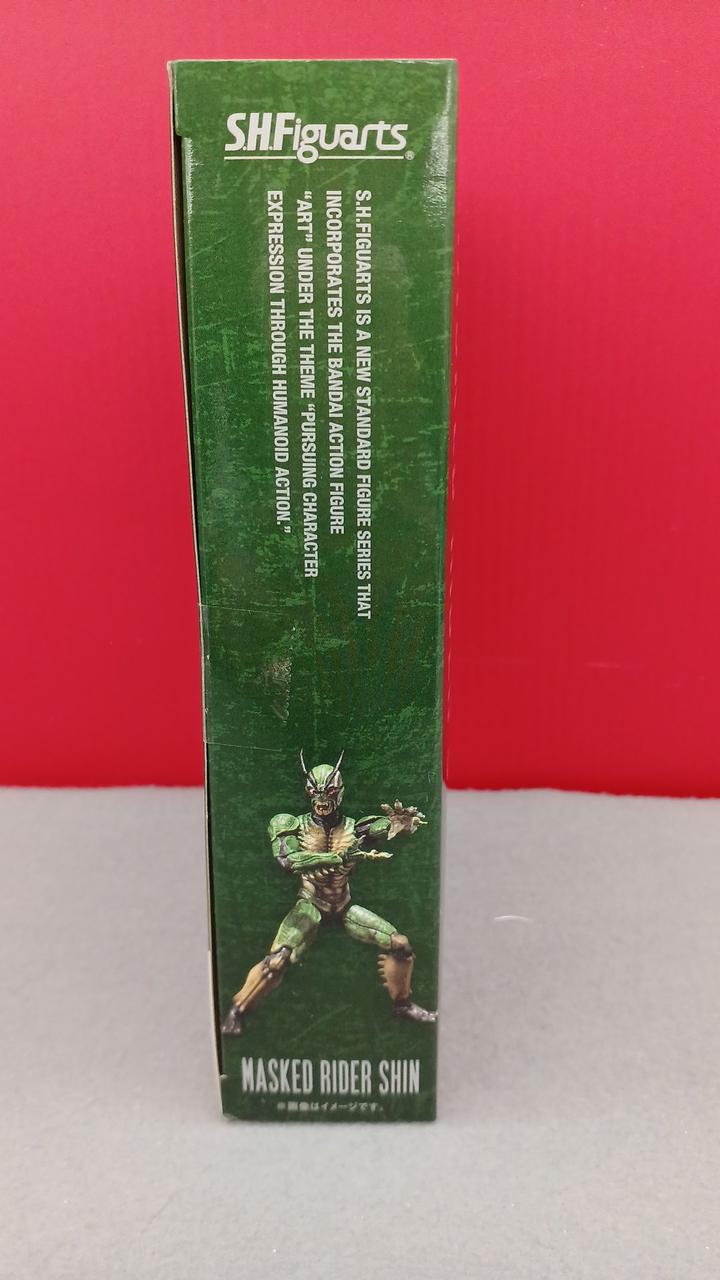 S.H.Figuarts®
S.H.FIGUARTS IS A NEW STANDARD FIGURE SERIES THAT
INCORPORATES THE BANDAI ACTION FIGURE
“ART” UNDER THE THEME “PURSUING CHARACTER
EXPRESSION THROUGH HUMANOID ACTION.”
MASKED RIDER SHIN
※画像はイメージです。